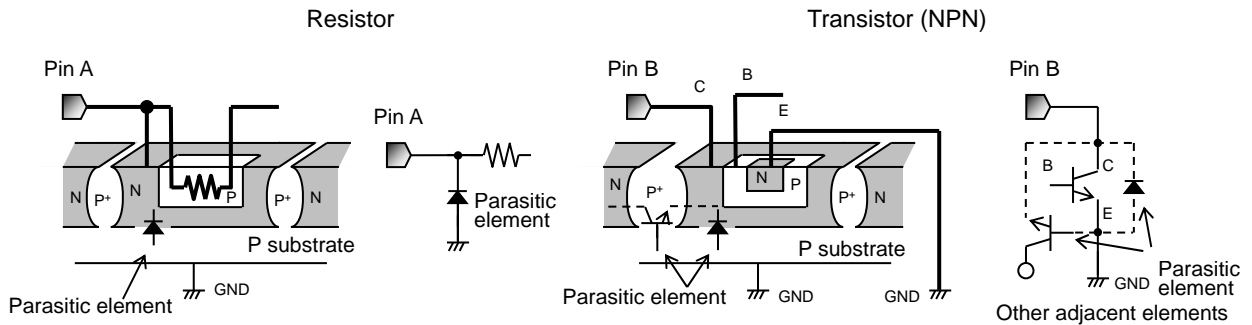 Resistor
Transistor (NPN)
Pin A
N
P⁺
N
P
P⁺
N
P substrate
Parasitic element
GND
Pin A
Parasitic
element
Pin B
C
B
E
N
P⁺
N
P
P⁺
N
P substrate
Parasitic element
GND
GND
Pin B
B
C
E
GND
Parasitic
element
Other adjacent elements